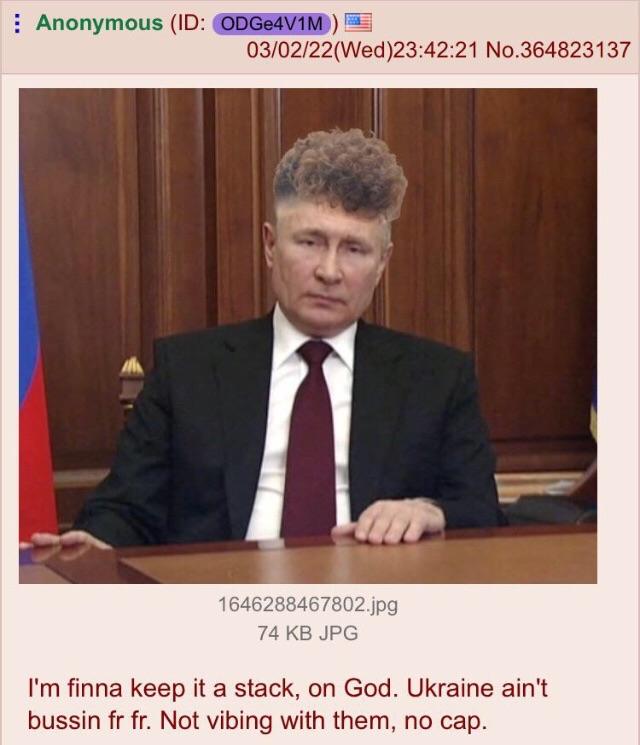 Anonymous (ID: ODGe4V1M)
03/02/22(Wed)23:42:21 No.364823137
1646288467802.jpg
74 KB JPG
I'm finna keep it a stack, on God. Ukraine ain't
bussin fr fr. Not vibing with them, no cap.